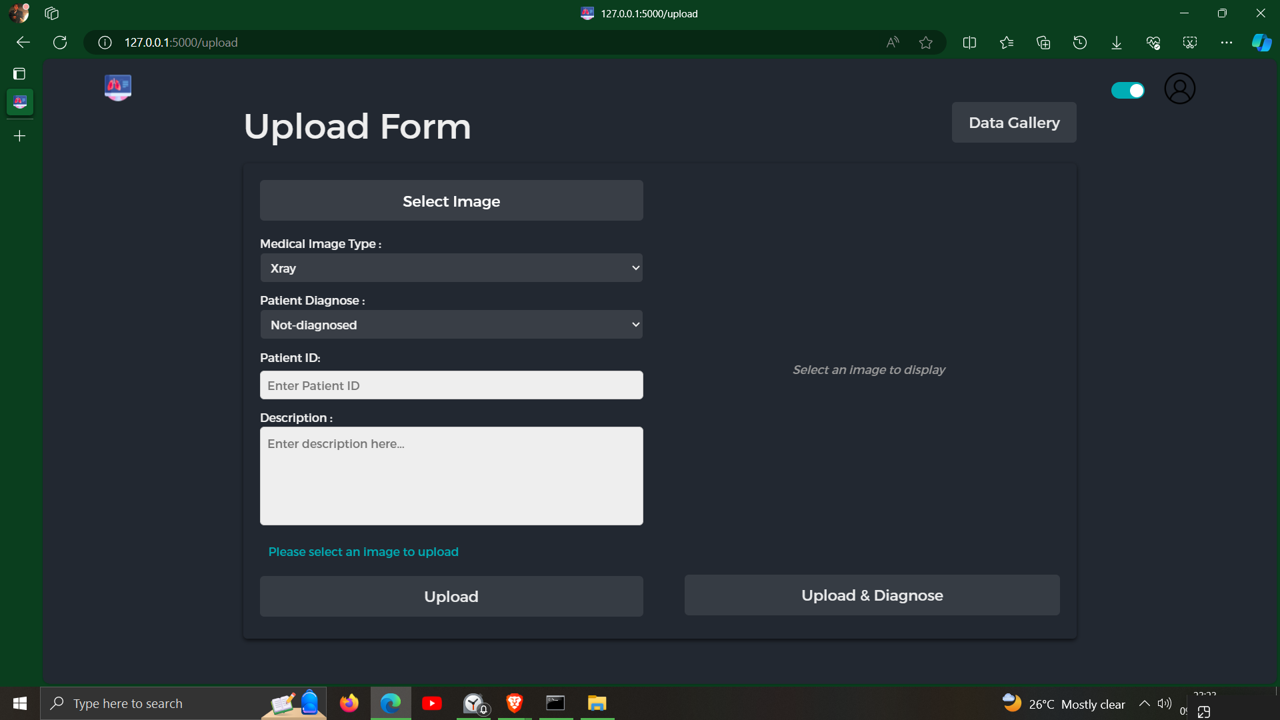 127.0.0.1:5000/upload
127.0.0.1:5000/upload
Upload Form
Data Gallery
Select Image
Medical Image Type :
Xray
Patient Diagnose :
Not-diagnosed
Patient ID:
Enter Patient ID
Description :
Enter description here...
Select an image to display
Please select an image to upload
Upload
Upload & Diagnose
Type here to search
26°C Mostly clear